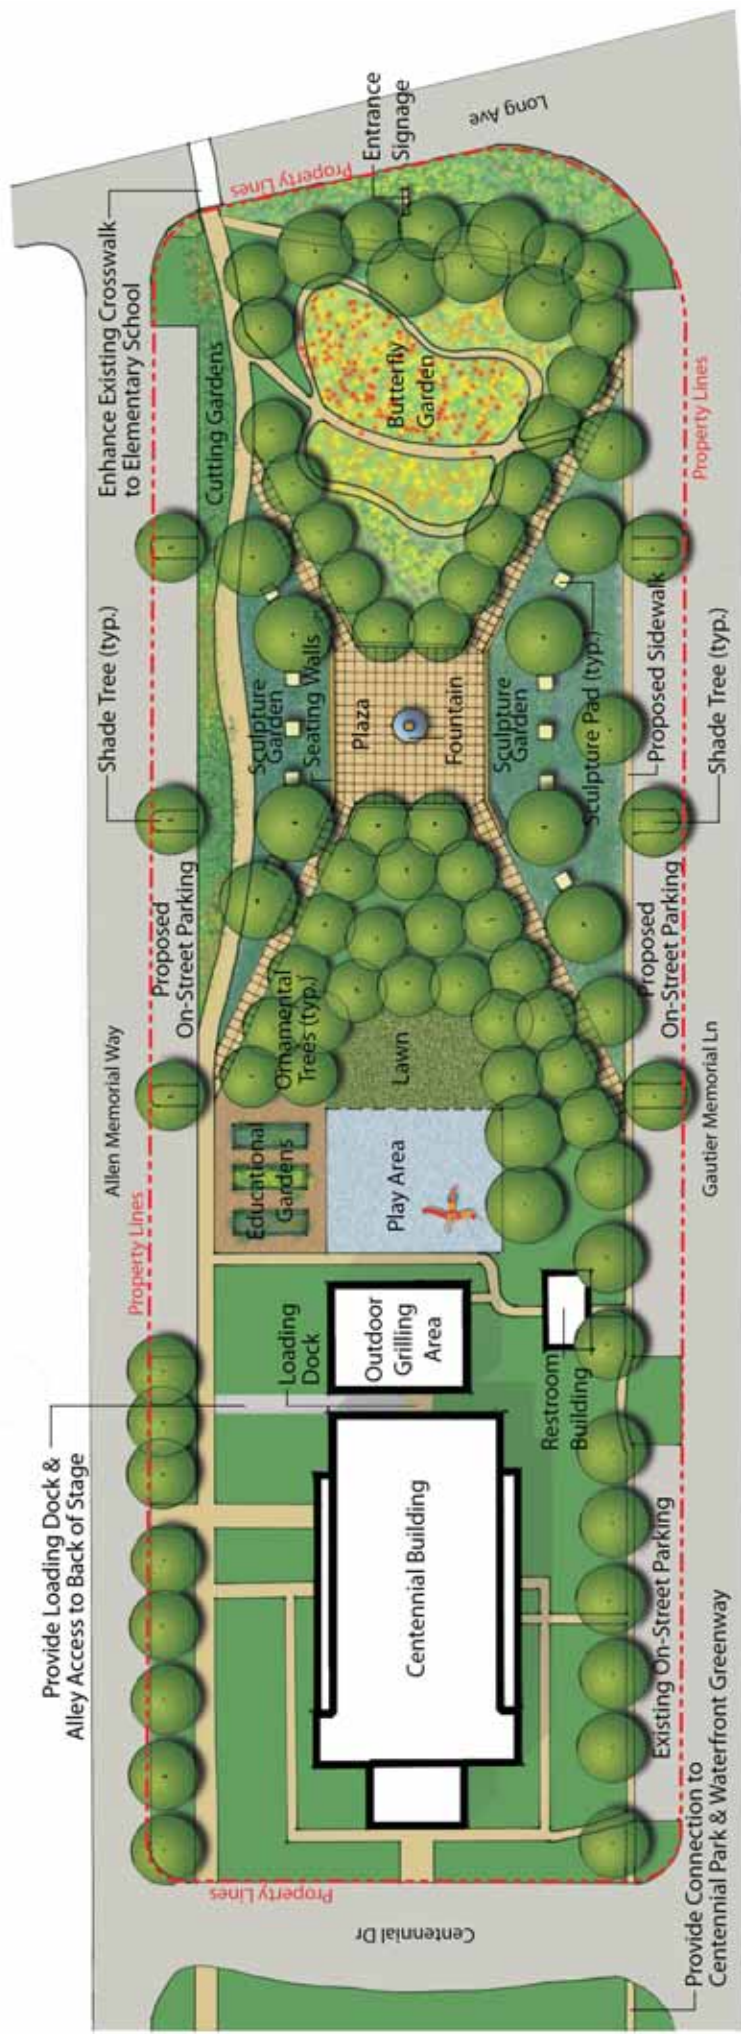 Provide Loading Dock &
Alley Access to Back of Stage
Enhance Existing Crosswalk
to Elementary School
Shade Tree (typ.)
Allen Memorial Way
Property Lines
Proposed
On-Street Parking
Cutting Gardens
Property Lines
Entrance
Signage
Long Ave
Centennial Dr
Property Lines
Centennial Building
Loading
Dock
Outdoor
Grilling
Area
Restroom
Building
Educational
Gardens
Play Area
Ornamental
Trees (typ.)
Lawn
Sculpture
Garden
Seating Walls
Plaza
Fountain
Sculpture
Garden
Sculpture Pad (typ.)
Butterfly
Garden
Existing On-Street Parking
Proposed
On-Street Parking
Proposed Sidewalk
Property Lines
Gautier Memorial Ln
Shade Tree (typ.)
Provide Connection to
Centennial Park & Waterfront Greenway